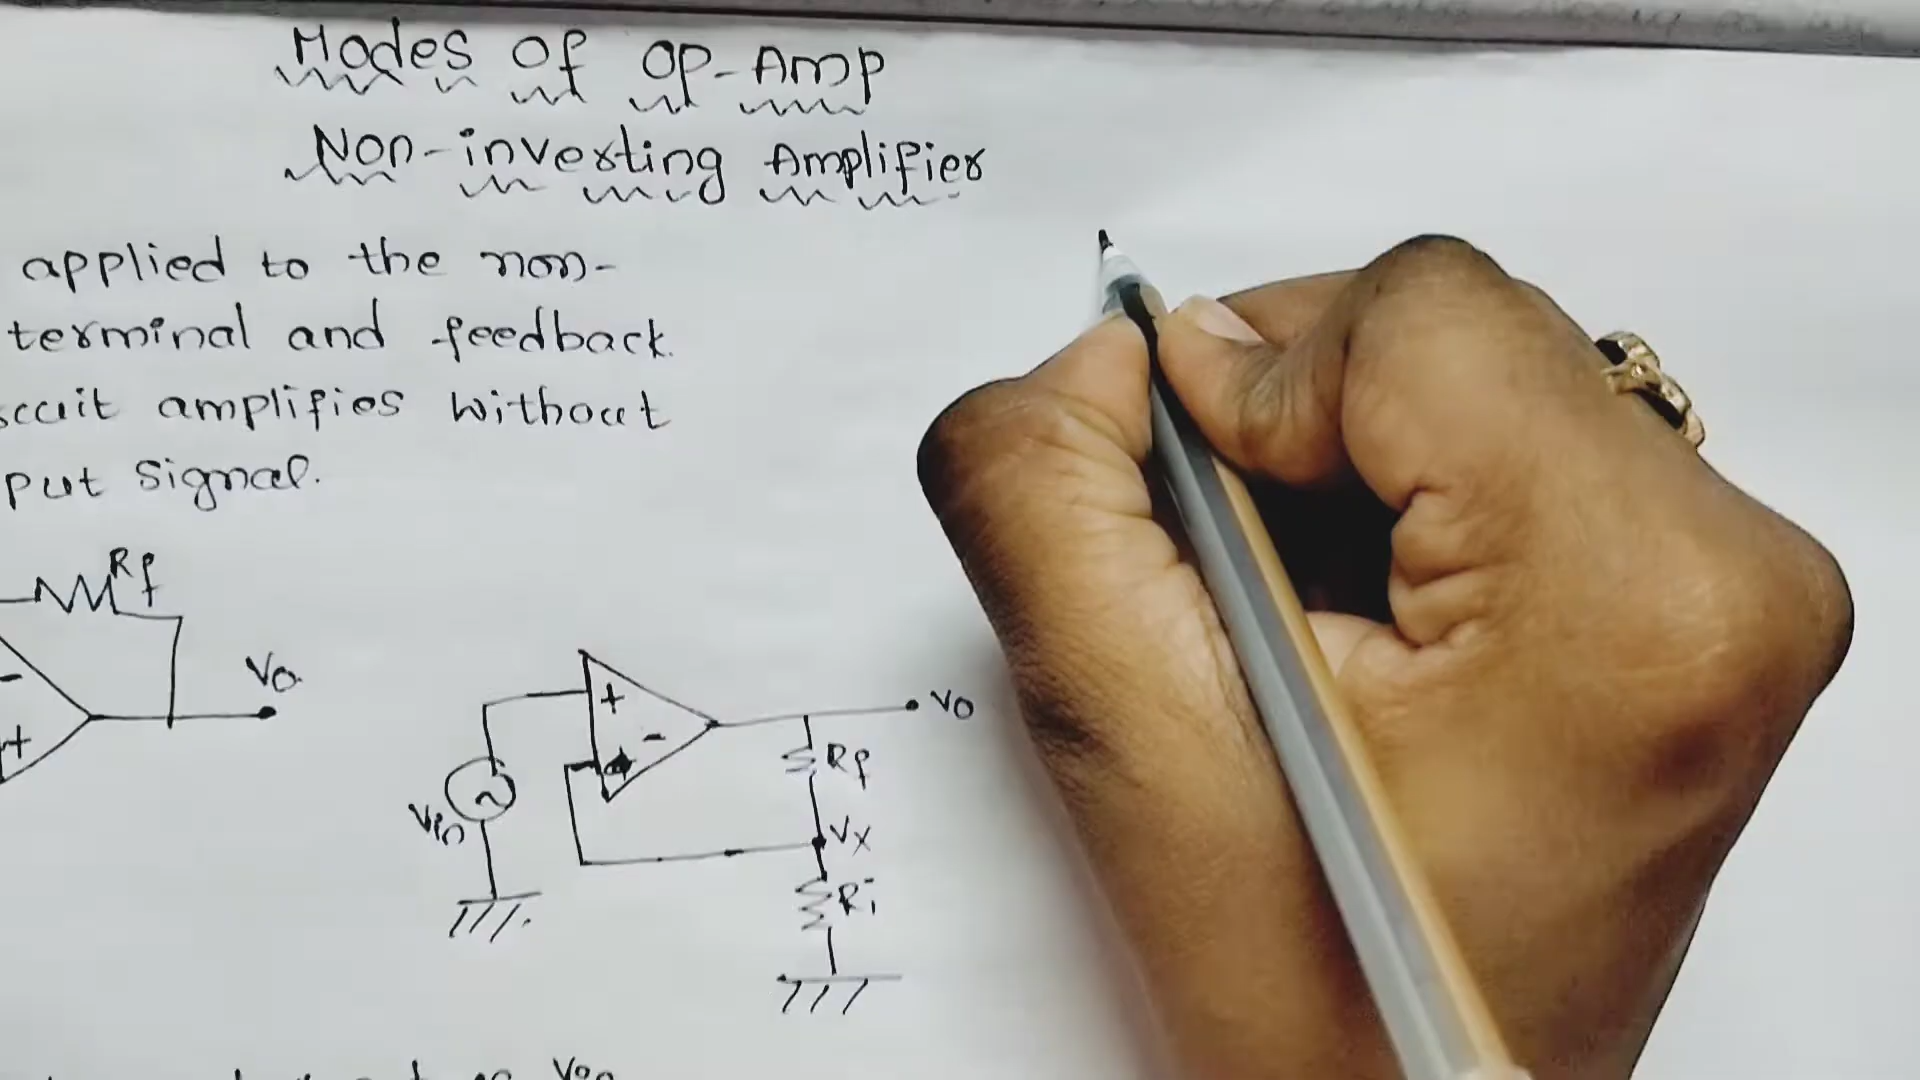 Modes of op-Amp
Non-inverting Amplifier
applied to the non-
terminal and feedback.
scuit amplifies without
put signal.
Rf
Vo.
-
+
+
-
Vo
Rf
Vin
Vx
Ri